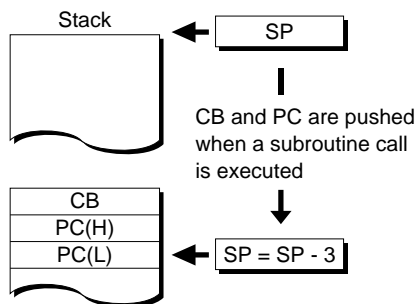 Stack
SP
CB and PC are pushed
when a subroutine call
is executed
CB
PC(H)
PC(L)
SP = SP - 3